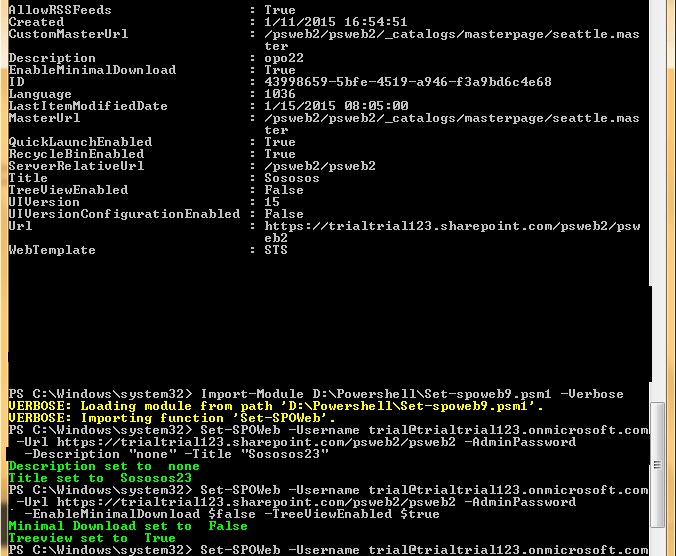 AllowRSSFeeds : True
Created : 1/11/2015 16:54:51
CustomMasterUrl : /psweb2/psweb2/_catalogs/masterpage/seattle.mas
ter
Description : opo22
EnableMinimalDownload : True
ID : 43998659-5bfe-4519-a946-f3a9bd6c4e68
Language : 1036
LastItemModifiedDate : 1/15/2015 08:05:00
MasterUrl : /psweb2/psweb2/_catalogs/masterpage/seattle.mas
ter
QuickLaunchEnabled : True
RecycleBinEnabled : True
ServerRelativeUrl : /psweb2/psweb2
Title : Sososos
TreeViewEnabled : False
UIVersion : 15
UIVersionConfigurationEnabled : False
Url : https://trialtrial123.sharepoint.com/psweb2/psw
eb2
WebTemplate : STS
PS C:\Windows\system32> Import-Module D:\Powershell\Set-spoweb9.psm1 -Verbose
VERBOSE: Loading module from path 'D:\Powershell\Set-spoweb9.psm1'.
VERBOSE: Importing function 'Set-SPOWeb'.
PS C:\Windows\system32> Set-SPOWeb -Username trial@trialtrial123.onmicrosoft.com
-Url https://trialtrial123.sharepoint.com/psweb2/psweb2 -AdminPassword
-Description "none" -Title "Sososos23"
Description set to none
Title set to Sososos23
PS C:\Windows\system32> Set-SPOWeb -Username trial@trialtrial123.onmicrosoft.com
-Url https://trialtrial123.sharepoint.com/psweb2/psweb2 -AdminPassword
-EnableMinimalDownload $false -TreeViewEnabled $true
Minimal Download set to False
Treeview set to True
PS C:\Windows\system32> Set-SPOWeb -Username trial@trialtrial123.onmicrosoft.com